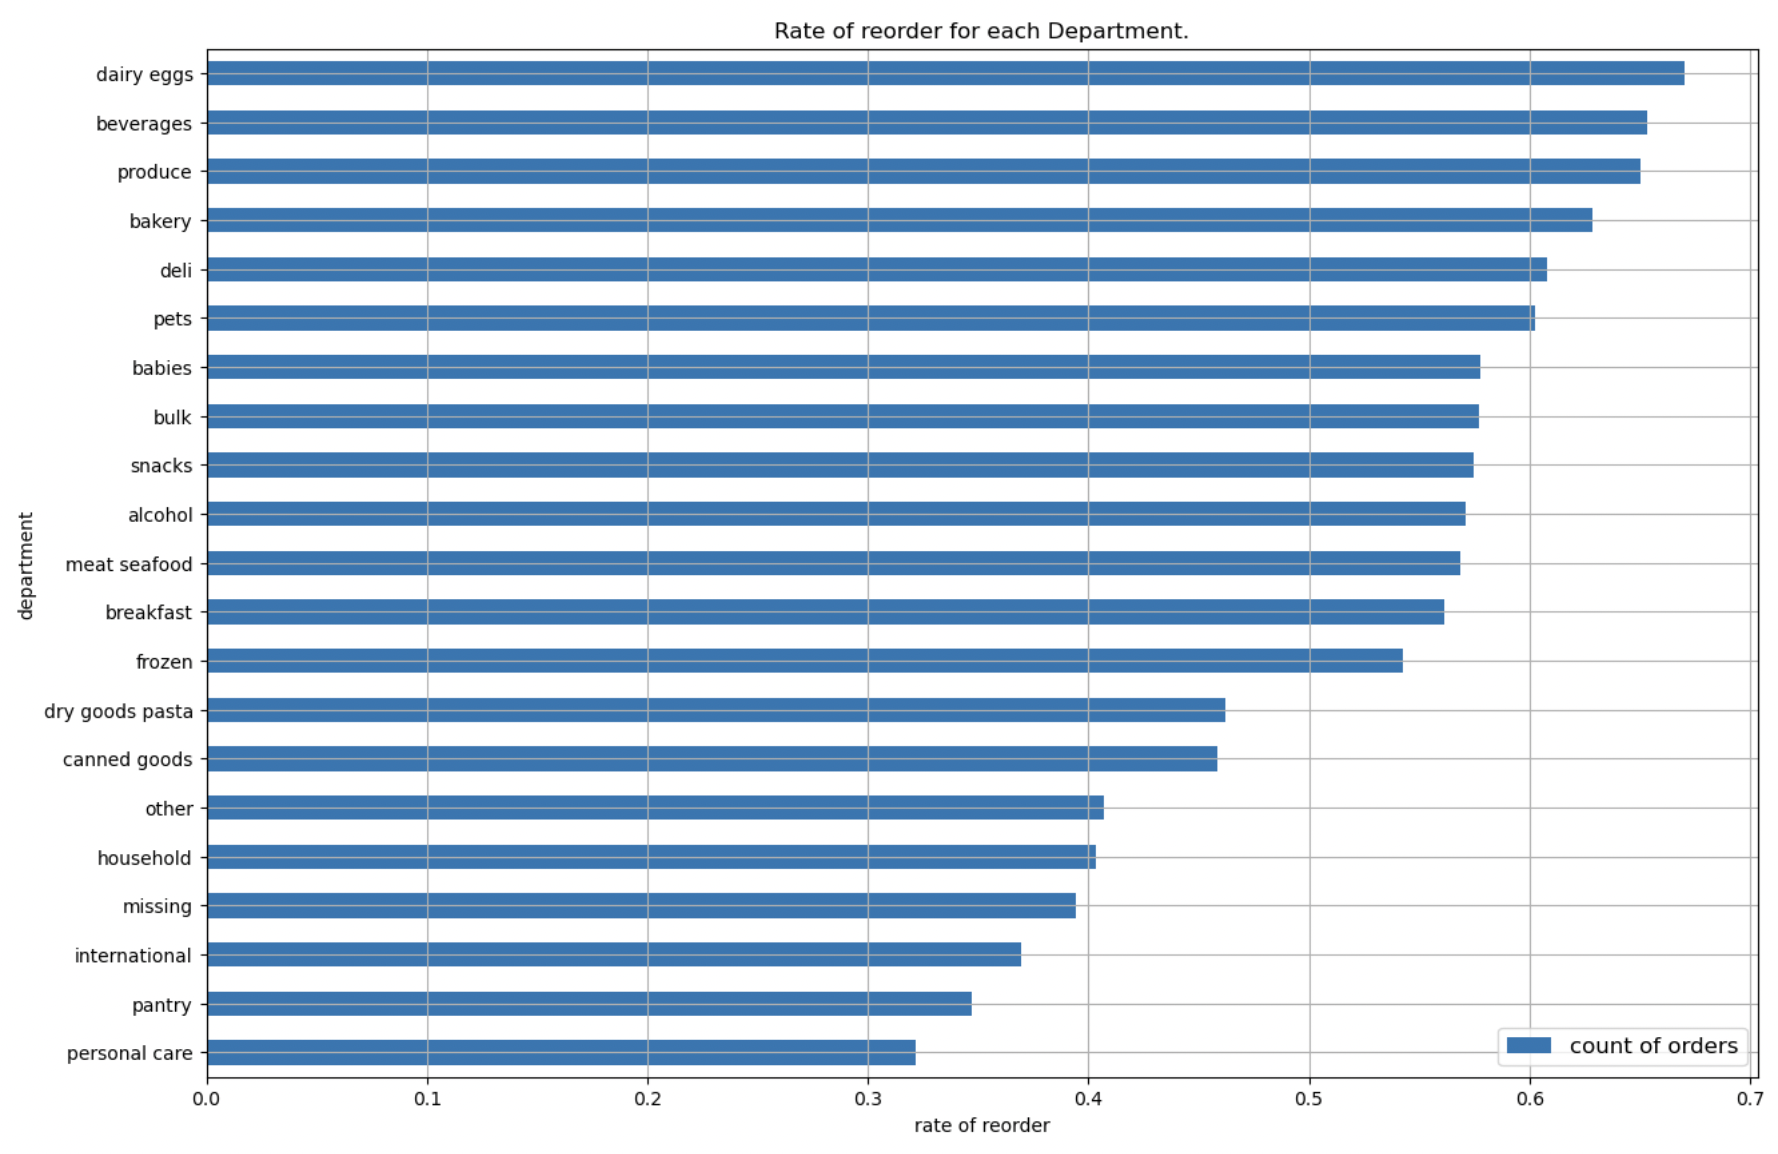 Rate of reorder for each Department.
dairy eggs
beverages
produce
bakery
deli
pets
babies
bulk
snacks
alcohol
meat seafood
breakfast
frozen
dry goods pasta
canned goods
other
household
missing
international
pantry
personal care
department
count of orders
0.0 0.1 0.2 0.3 0.4 0.5 0.6 0.7
rate of reorder